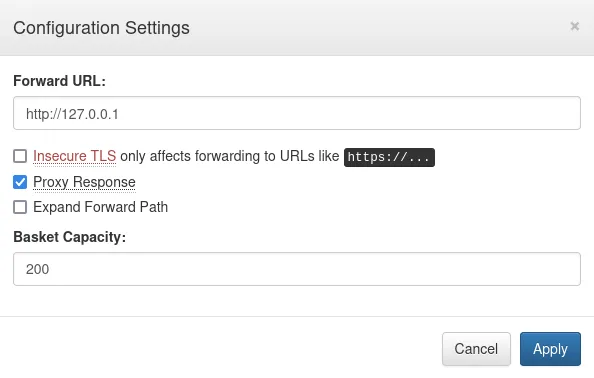 Configuration Settings ×
Forward URL:
http://127.0.0.1
Insecure TLS only affects forwarding to URLs like https://...
Proxy Response
Expand Forward Path
Basket Capacity:
200
Cancel Apply